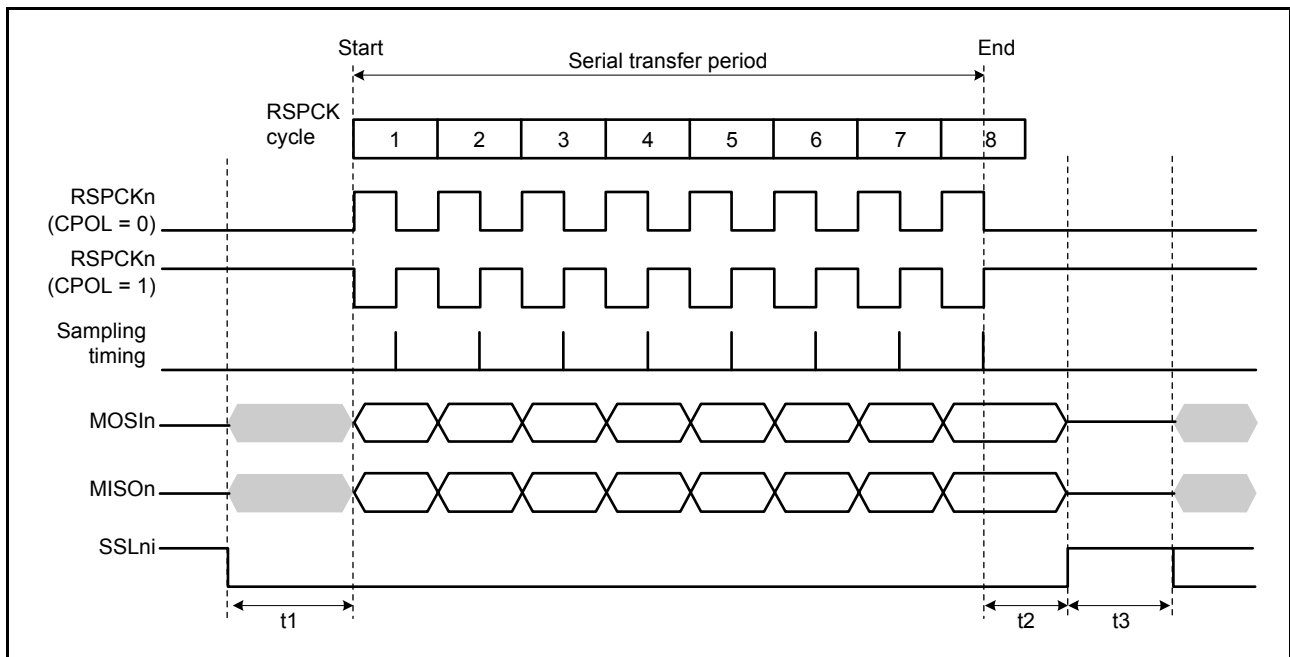 Start
End
Serial transfer period
RSPCK
cycle
1 2 3 4 5 6 7 8
RSPCKn
(CPOL = 0)
RSPCKn
(CPOL = 1)
Sampling
timing
MOSIn
MISOn
SSLni
t1
t2
t3